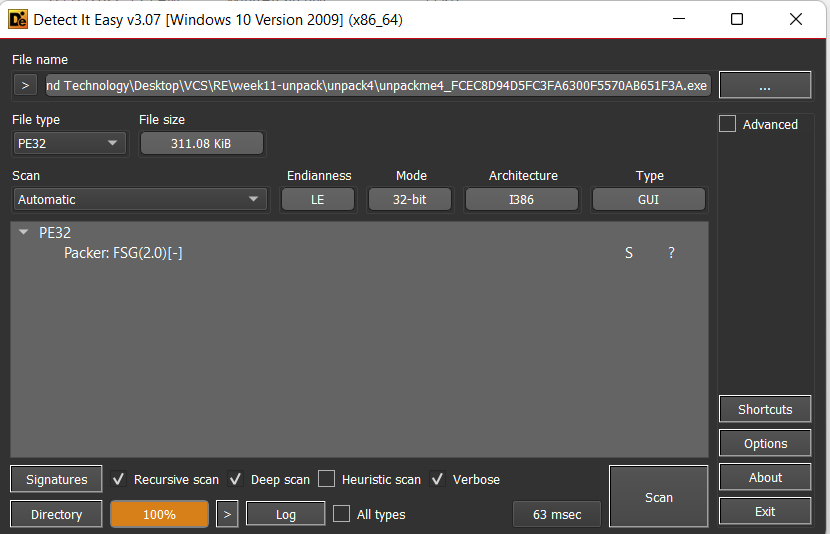 Detect It Easy v3.07 [Windows 10 Version 2009] (x86_64)
File name
> nd Technology\Desktop\VCS\RE\week11-unpack\unpack4\unpackme4_FCEC8D94D5FC3FA6300F5570AB651F3A.exe ...
File type File size Advanced
PE32 311.08 KiB
Scan Endianness Mode Architecture Type
Automatic LE 32-bit I386 GUI
PE32
Packer: FSG(2.0)[-] S ?
Shortcuts
Options
Signatures Recursive scan Deep scan Heuristic scan Verbose Scan About
Directory 100% > Log All types 63 msec Exit